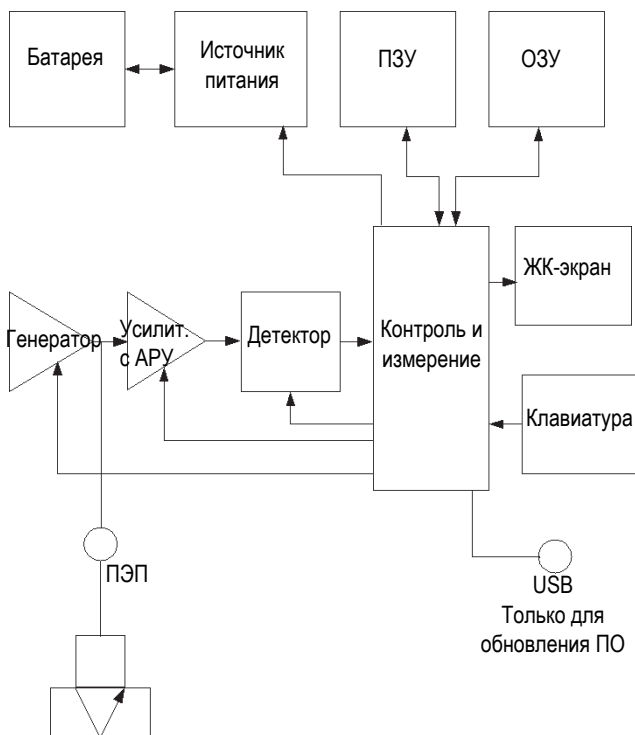 Батарея
Источник
питания
ПЗУ
ОЗУ
ЖК-экран
Генератор
Усилит.
с АРУ
Детектор
Контроль и
измерение
Клавиатура
ПЭП
USB
Только для
обновления ПО